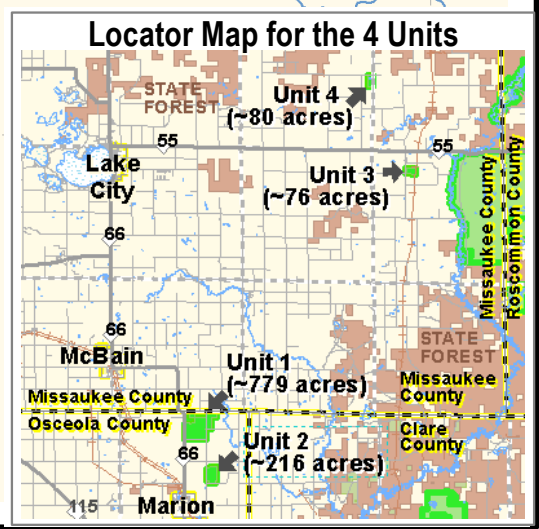 Locator Map for the 4 Units
STATE
FOREST
Unit 4
(~80 acres)
55
55
Lake
City
Unit 3
(~76 acres)
Missaukee County
Roscommon County
66
66
McBain
STATE
FOREST
Unit 1
(~779 acres)
Missaukee
County
Missaukee County
Osceola County
Clare
County
Unit 2
(~216 acres)
66
115
Marion